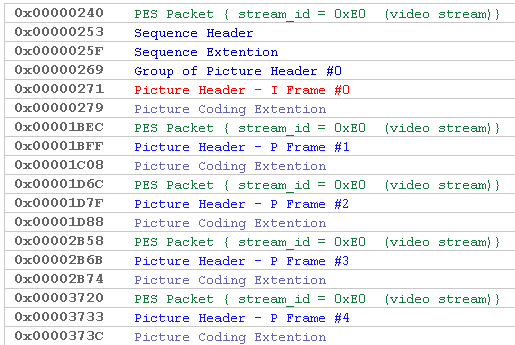 0x00000240 PES Packet { stream_id = 0xE0 (video stream)}
0x00000253 Sequence Header
0x0000025F Sequence Extention
0x00000269 Group of Picture Header #0
0x00000271 Picture Header - I Frame #0
0x00000279 Picture Coding Extention
0x00001BEC PES Packet { stream_id = 0xE0 (video stream)}
0x00001BFF Picture Header - P Frame #1
0x00001C08 Picture Coding Extention
0x00001D6C PES Packet { stream_id = 0xE0 (video stream)}
0x00001D7F Picture Header - P Frame #2
0x00001D88 Picture Coding Extention
0x00002B58 PES Packet { stream_id = 0xE0 (video stream)}
0x00002B6B Picture Header - P Frame #3
0x00002B74 Picture Coding Extention
0x00003720 PES Packet { stream_id = 0xE0 (video stream)}
0x00003733 Picture Header - P Frame #4
0x0000373C Picture Coding Extention